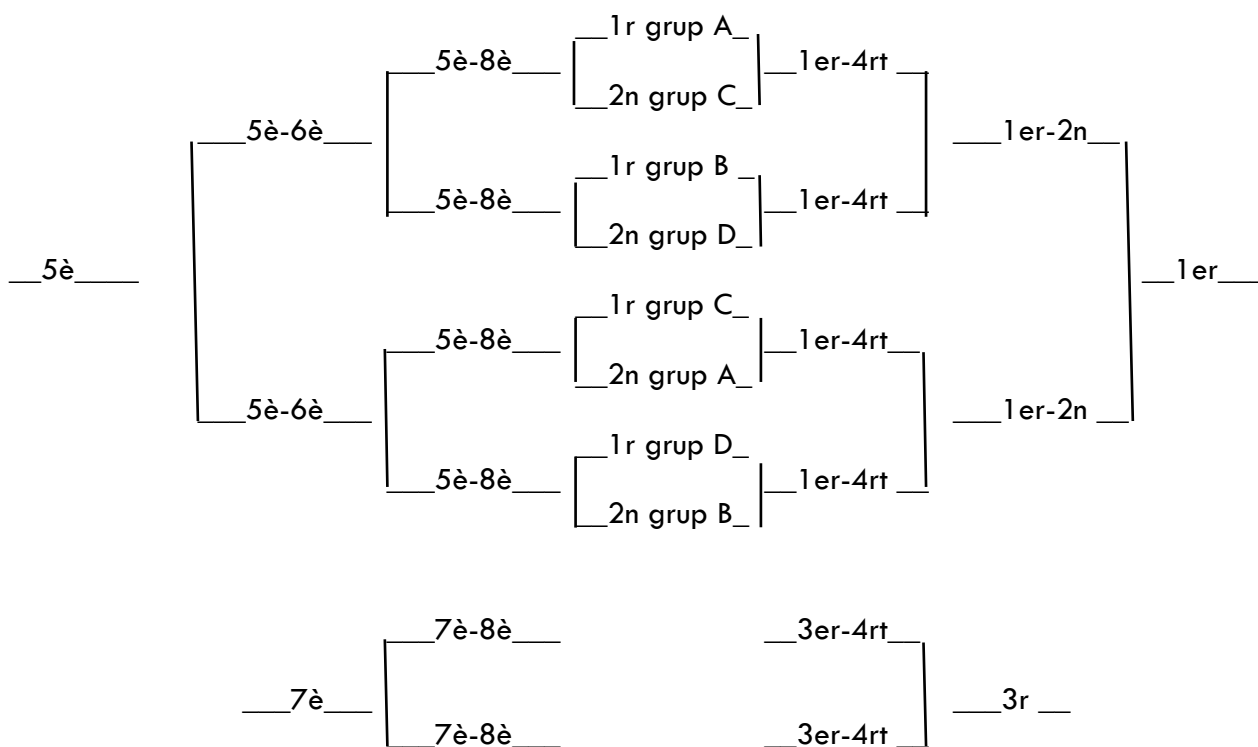 __1r grup A_
___5è-8è___ __1er-4rt __
__2n grup C_
___5è-6è___ ___1er-2n__
__1r grup B _
___5è-8è___ __1er-4rt __
__2n grup D_
__5è____ __1er___
__1r grup C_
___5è-8è___ __1er-4rt__
__2n grup A_
___5è-6è___ ___1er-2n __
__1r grup D_
___5è-8è___ __1er-4rt __
__2n grup B_
___7è-8è___ __3er-4rt__
___7è___ ___3r __
___7è-8è___ __3er-4rt__